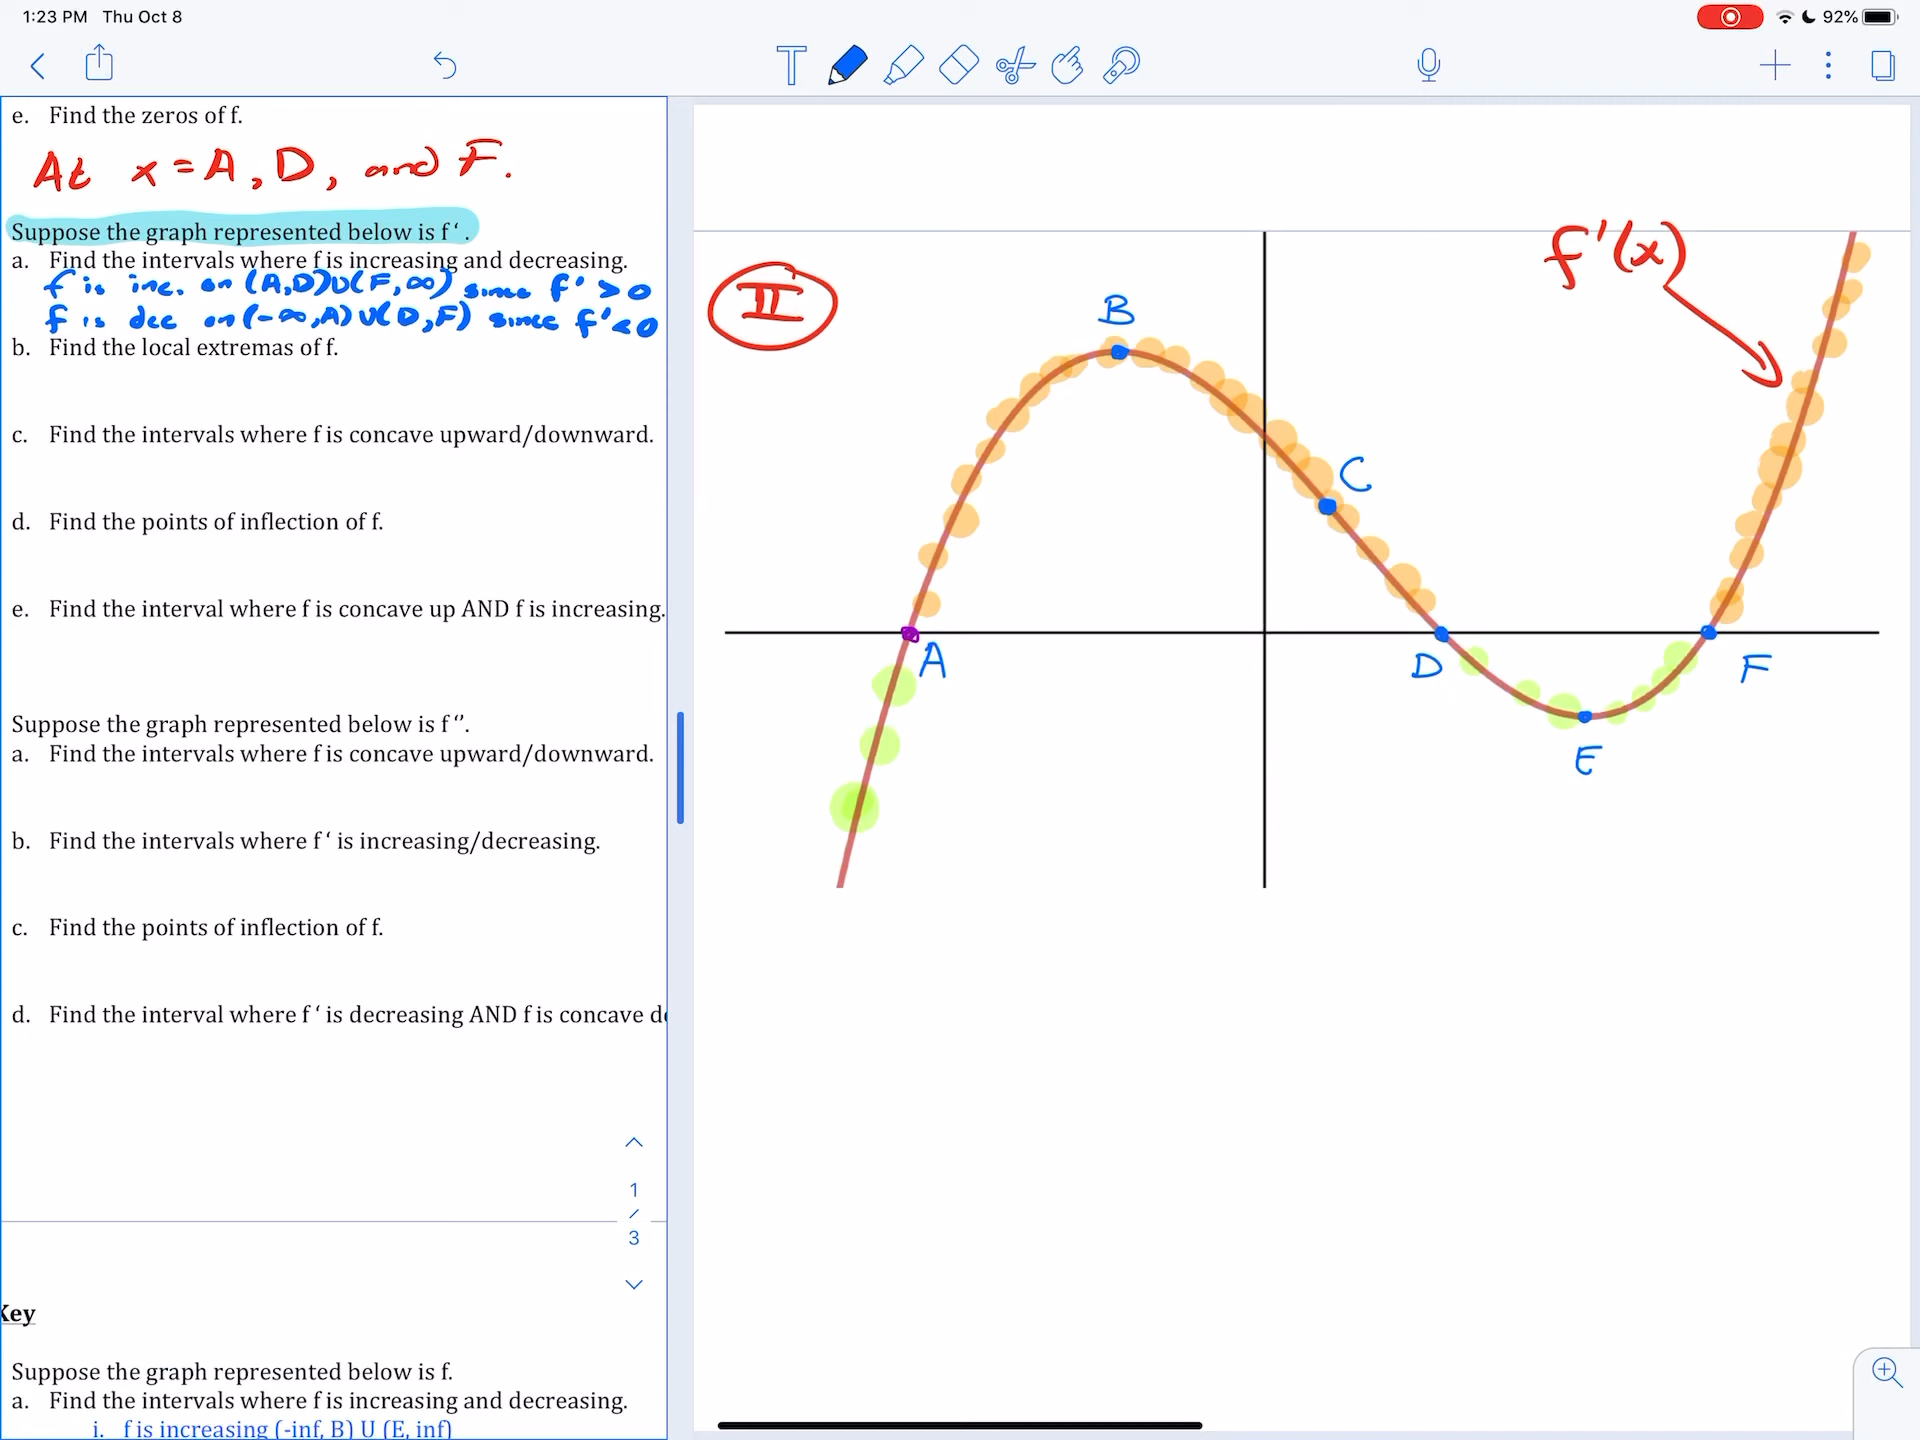 1:23 PM Thu Oct 8
92%
e. Find the zeros of f.
At x = A, D, and F.
Suppose the graph represented below is f ‘.
a. Find the intervals where f is increasing and decreasing.
f is inc. on (A,D)∪(F,∞) since f' > 0
f is dec on (-∞,A)∪(D,F) since f' < 0
b. Find the local extremas of f.
c. Find the intervals where f is concave upward/downward.
d. Find the points of inflection of f.
e. Find the interval where f is concave up AND f is increasing.
Suppose the graph represented below is f ‘’.
a. Find the intervals where f is concave upward/downward.
b. Find the intervals where f ‘ is increasing/decreasing.
c. Find the points of inflection of f.
d. Find the interval where f ‘ is decreasing AND f is concave
1
/
3
Key
Suppose the graph represented below is f.
a. Find the intervals where f is increasing and decreasing.
i. f is increasing (-inf, B) U (E, inf)
II
f'(x)
B
C
A
D
F
E
T